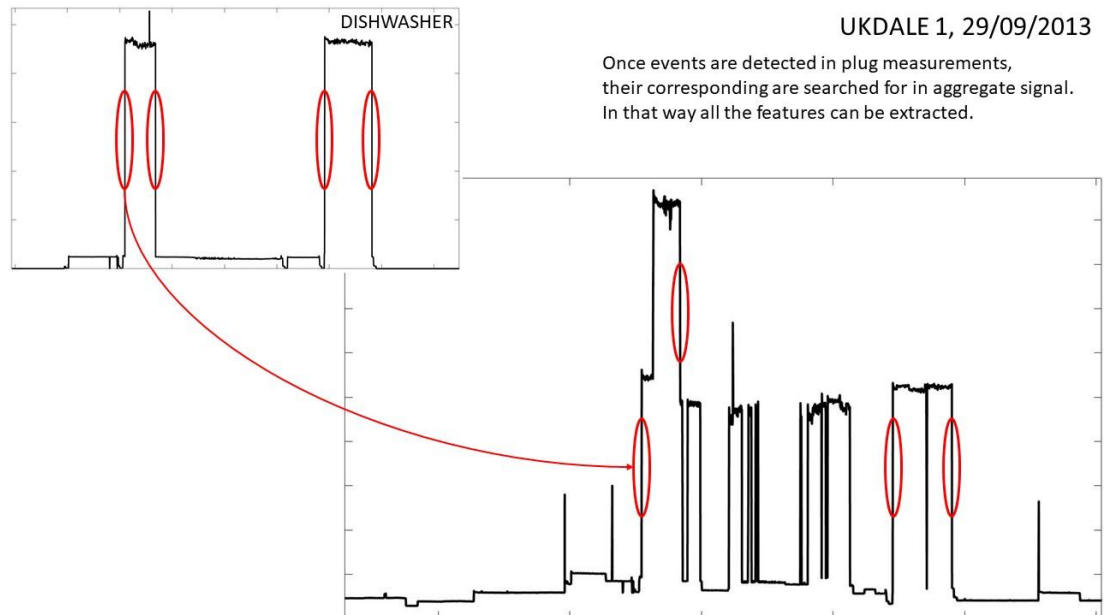 DISHWASHER
UKDALE 1, 29/09/2013
Once events are detected in plug measurements,
their corresponding are searched for in aggregate signal.
In that way all the features can be extracted.